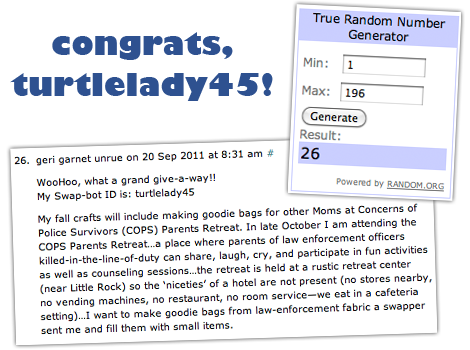 congrats,
turtlelady45!
True Random Number
Generator
Min: 1
Max: 196
Generate
Result:
26
Powered by RANDOM.ORG
26. geri garnet unrue on 20 Sep 2011 at 8:31 am #
WooHoo, what a grand give-a-way!!
My Swap-bot ID is: turtlelady45
My fall crafts will include making goodie bags for other Moms at Concerns of
Police Survivors (COPS) Parents Retreat. In late October I am attending the
COPS Parents Retreat…a place where parents of law enforcement officers
killed-in-the-line-of-duty can share, laugh, cry, and participate in fun activities
as well as counseling sessions…the retreat is held at a rustic retreat center
(near Little Rock) so the ‘niceties’ of a hotel are not present (no stores nearby,
no vending machines, no restaurant, no room service—we eat in a cafeteria
setting)…I want to make goodie bags from law-enforcement fabric a swapper
sent me and fill them with small items.